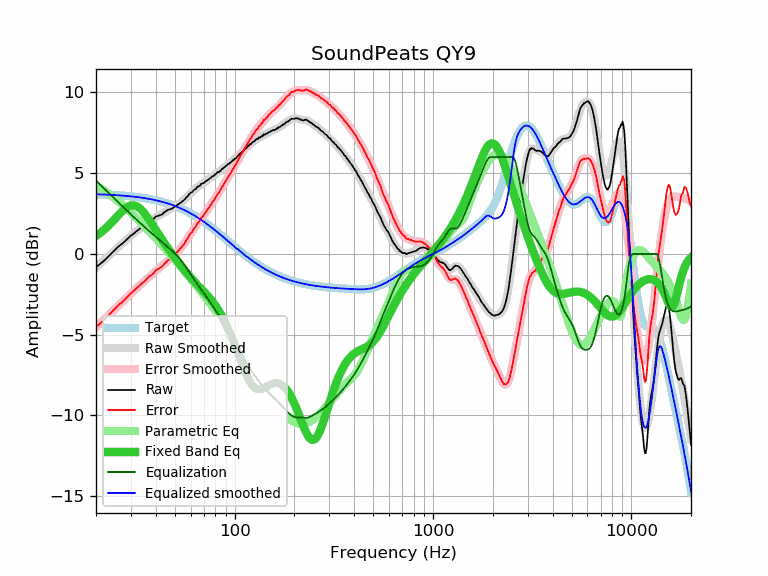 SoundPeats QY9
Amplitude (dBr)
10
5
0
−5
−10
−15
Target
Raw Smoothed
Error Smoothed
Raw
Error
Parametric Eq
Fixed Band Eq
Equalization
Equalized smoothed
100
1000
10000
Frequency (Hz)